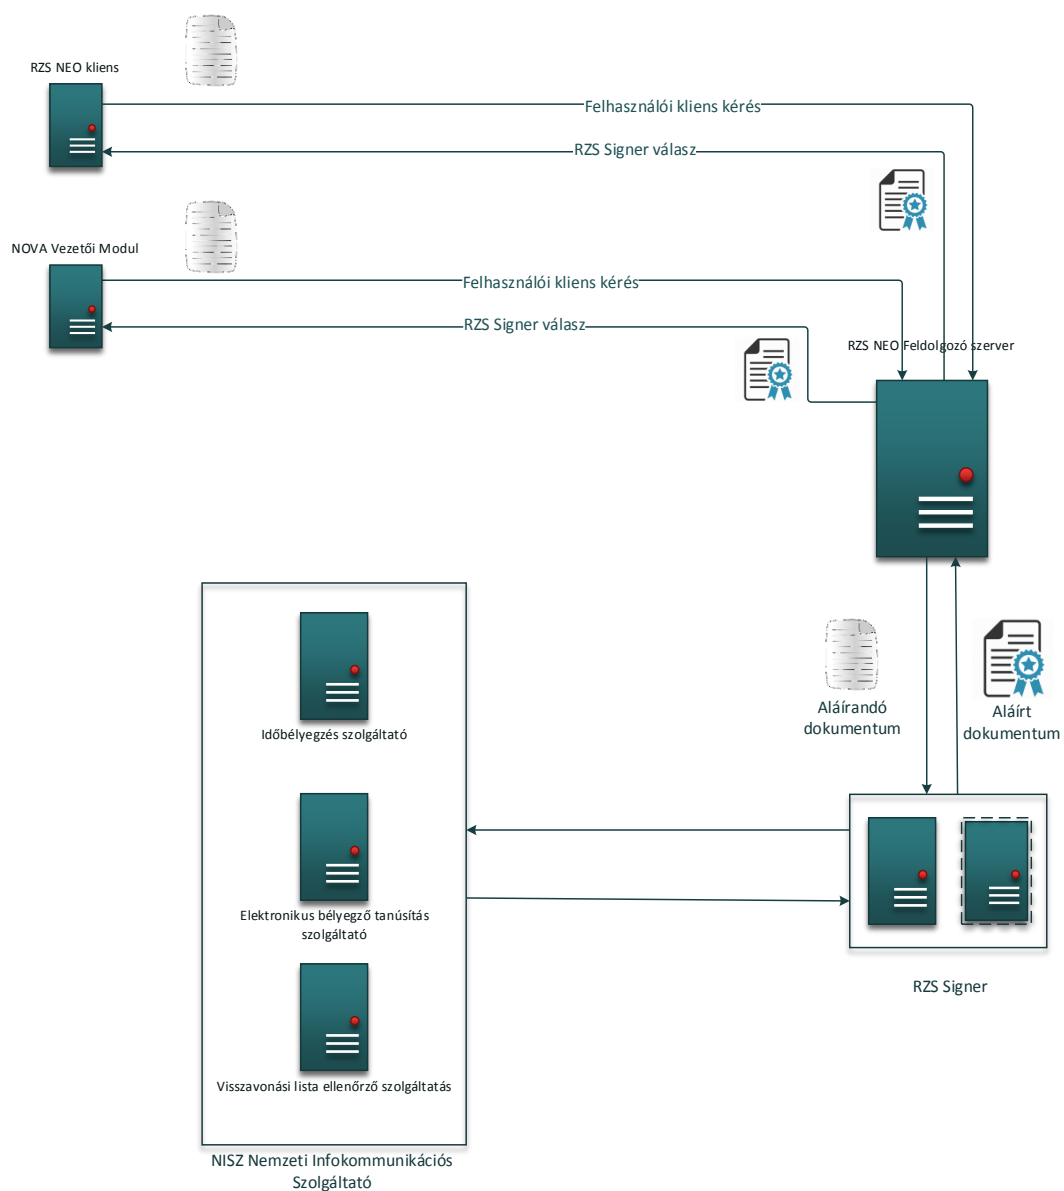 RZS NEO kliens
Felhasználói kliens kérés
RZS Signer válasz
NOVA Vezetői Modul
Felhasználói kliens kérés
RZS Signer válasz
RZS NEO Feldolgozó szerver
Aláírandó
dokumentum
Aláírt
dokumentum
Időbélyegzés szolgáltató
Elektronikus bélyegző tanúsítás
szolgáltató
RZS Signer
Visszavonási lista ellenőrző szolgáltatás
NISZ Nemzeti Infokommunikációs
Szolgáltató